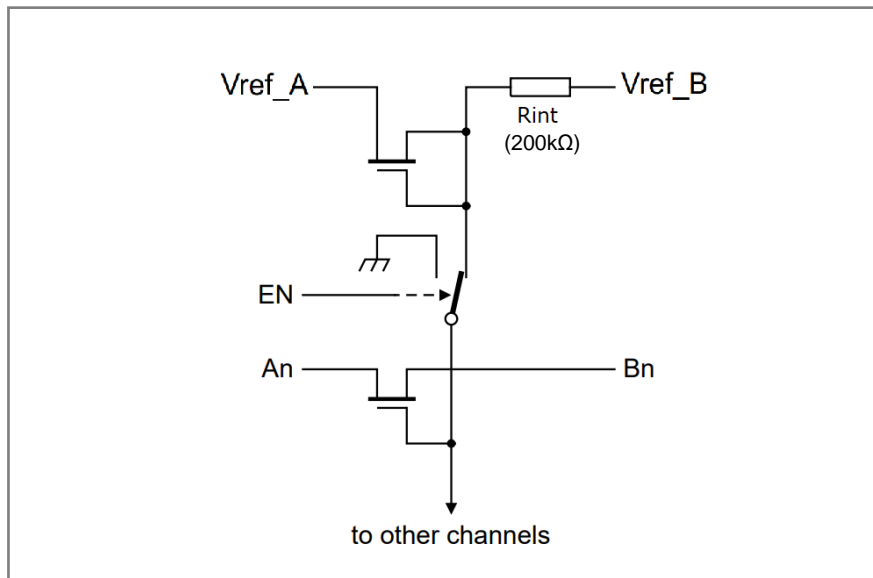 Vref_A
Vref_B
Rint
(200kΩ)
EN
An
Bn
to other channels